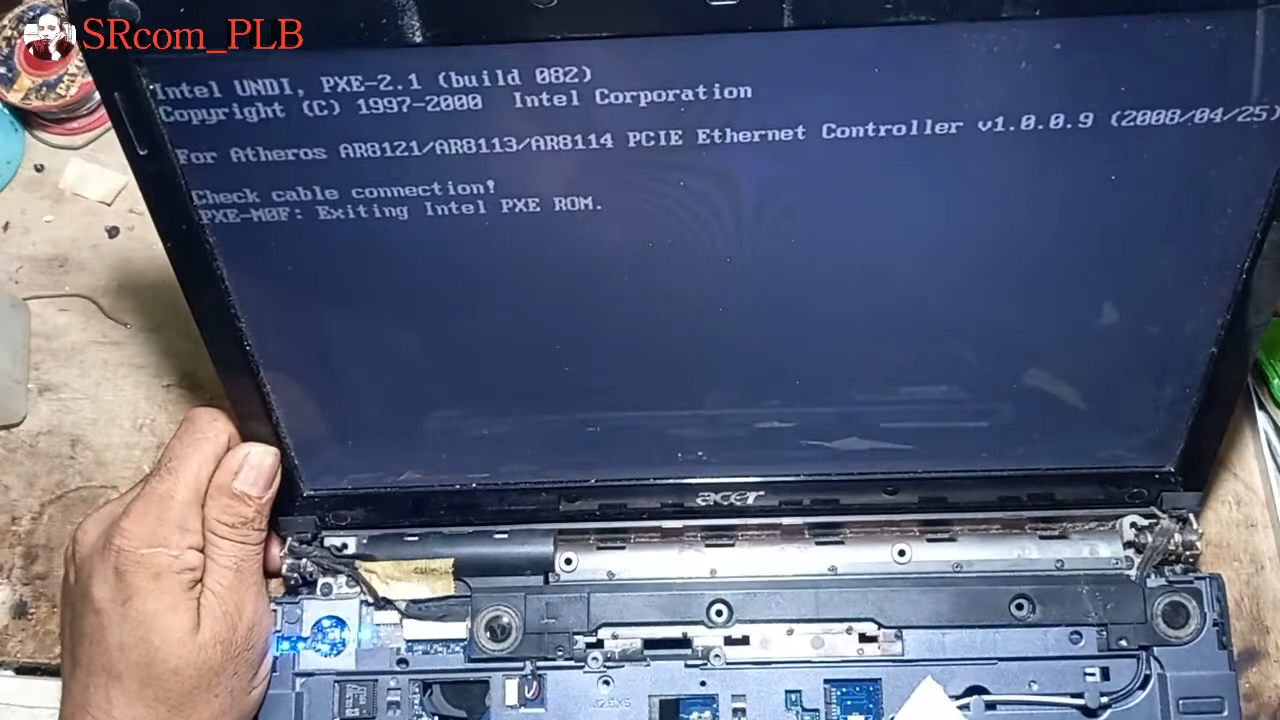 SRcom_PLB
Intel UNDI, PXE-2.1 (build 082)
Copyright (C) 1997-2000 Intel Corporation
For Atheros AR8121/AR8113/AR8114 PCIE Ethernet Controller v1.0.0.9 (2008/04/25)
Check cable connection!
PXE-M0F: Exiting Intel PXE ROM.
acer